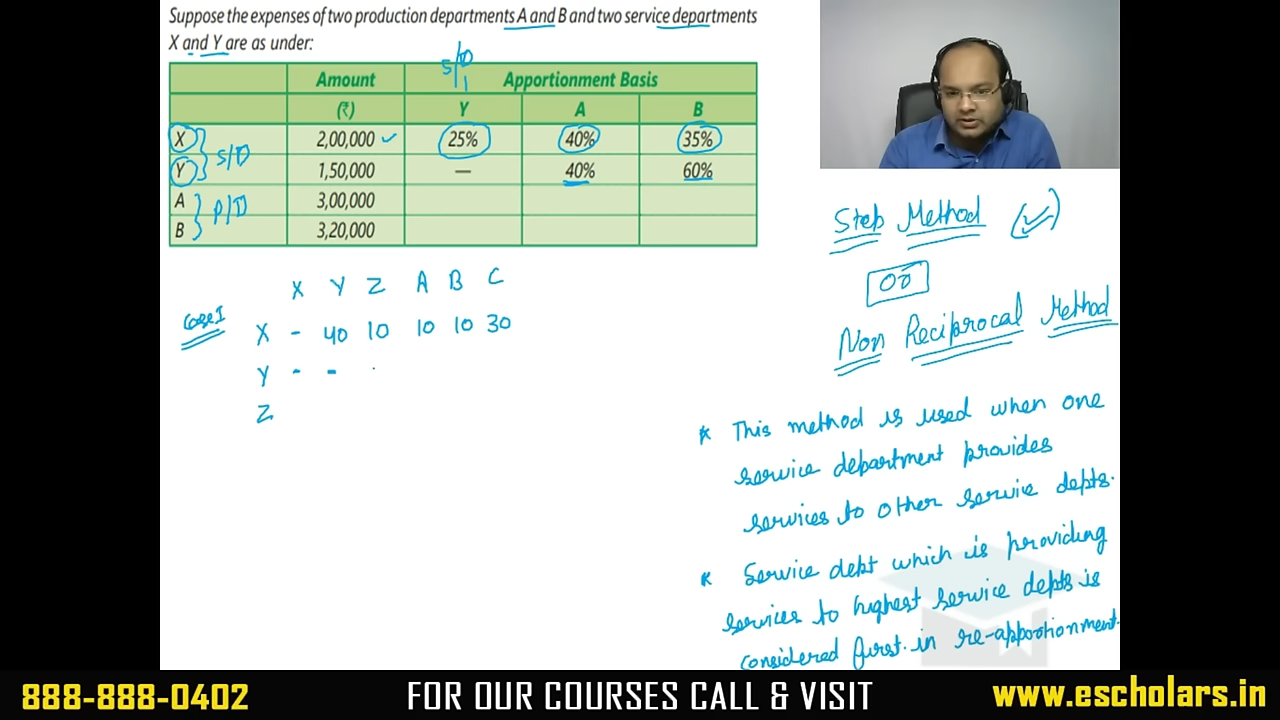 Suppose the expenses of two production departments A and B and two service departments
X and Y are as under:
S/D
Amount Apportionment Basis
(₹) Y A B
X 2,00,000 25% 40% 35%
Y 1,50,000 — 40% 60%
S/D
A 3,00,000
B 3,20,000
P/D
Step Method
Or
Non Reciprocal Method
Case I
X Y Z A B C
X - 40 10 10 10 30
Y - -
Z
* This method is used when one
service department provides
services to other service depts.
* Service dept which is providing
services to highest service depts is
considered first in re-apportionment.
888-888-0402 FOR OUR COURSES CALL & VISIT www.escholars.in